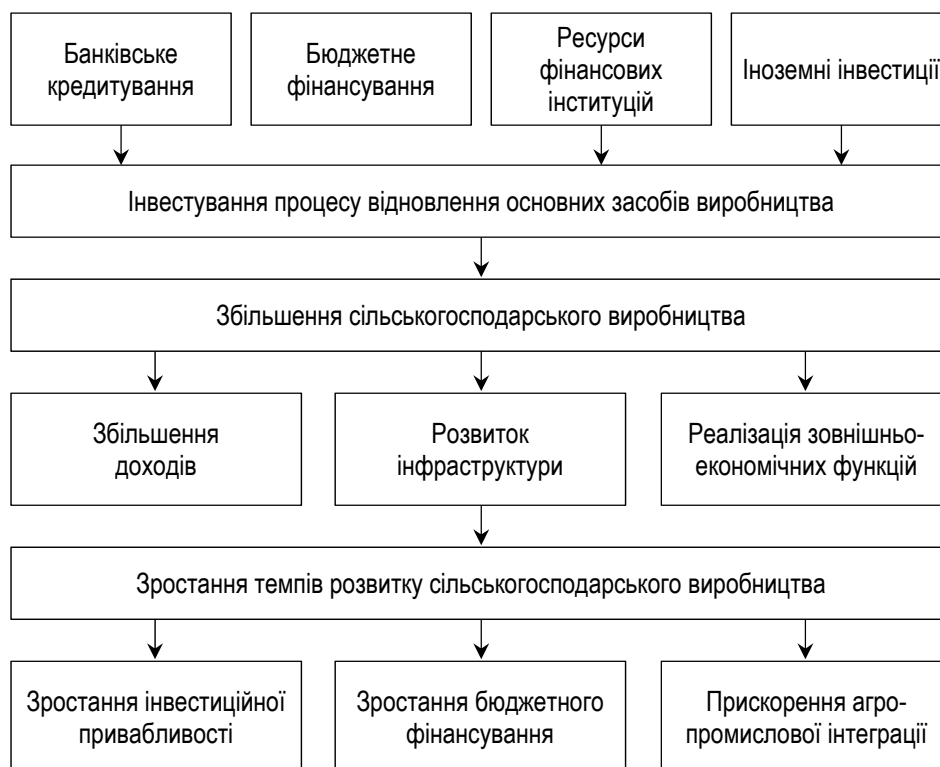 Банківське
кредитування
Бюджетне
фінансування
Ресурси
фінансових
інституцій
Іноземні інвестиції
Інвестування процесу відновлення основних засобів виробництва
Збільшення сільськогосподарського виробництва
Збільшення
доходів
Розвиток
інфраструктури
Реалізація зовнішньо-
економічних функцій
Зростання темпів розвитку сільськогосподарського виробництва
Зростання інвестиційної
привабливості
Зростання бюджетного
фінансування
Прискорення агро-
промислової інтеграції